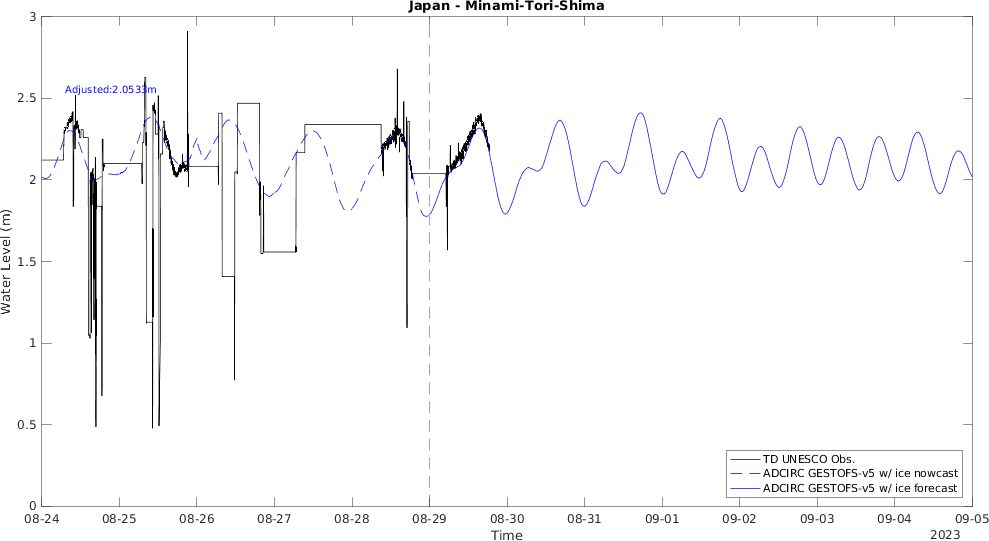 Japan - Minami-Tori-Shima
Water Level (m)
3
2.5
2
1.5
1
0.5
0
Adjusted:2.0533m
TD UNESCO Obs.
ADCIRC GESTOFS-v5 w/ ice nowcast
ADCIRC GESTOFS-v5 w/ ice forecast
08-24 08-25 08-26 08-27 08-28 08-29 08-30 08-31 09-01 09-02 09-03 09-04 09-05
Time
2023